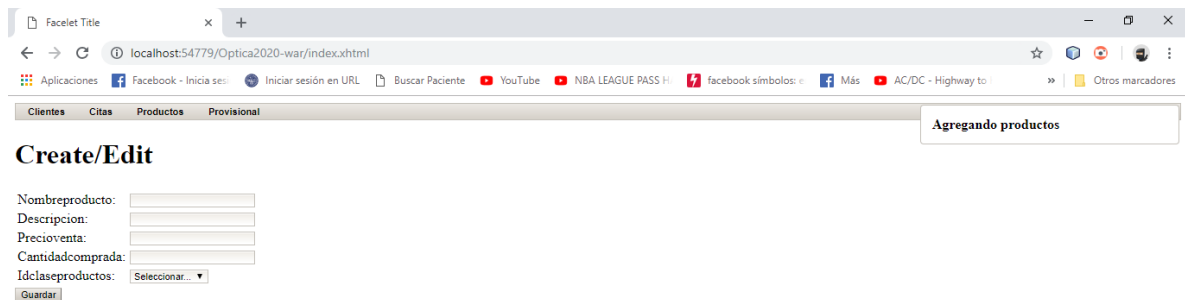 Facelet Title
localhost:54779/Optica2020-war/index.xhtml
Aplicaciones Facebook - Inicia sesi Iniciar sesión en URL Buscar Paciente YouTube NBA LEAGUE PASS H facebook símbolos: e Más AC/DC - Highway to » Otros marcadores
Clientes Citas Productos Provisional
Agregando productos
Create/Edit
Nombreproducto:
Descripcion:
Precioventa:
Cantidadcomprada:
Idclaseproductos: Seleccionar...
Guardar